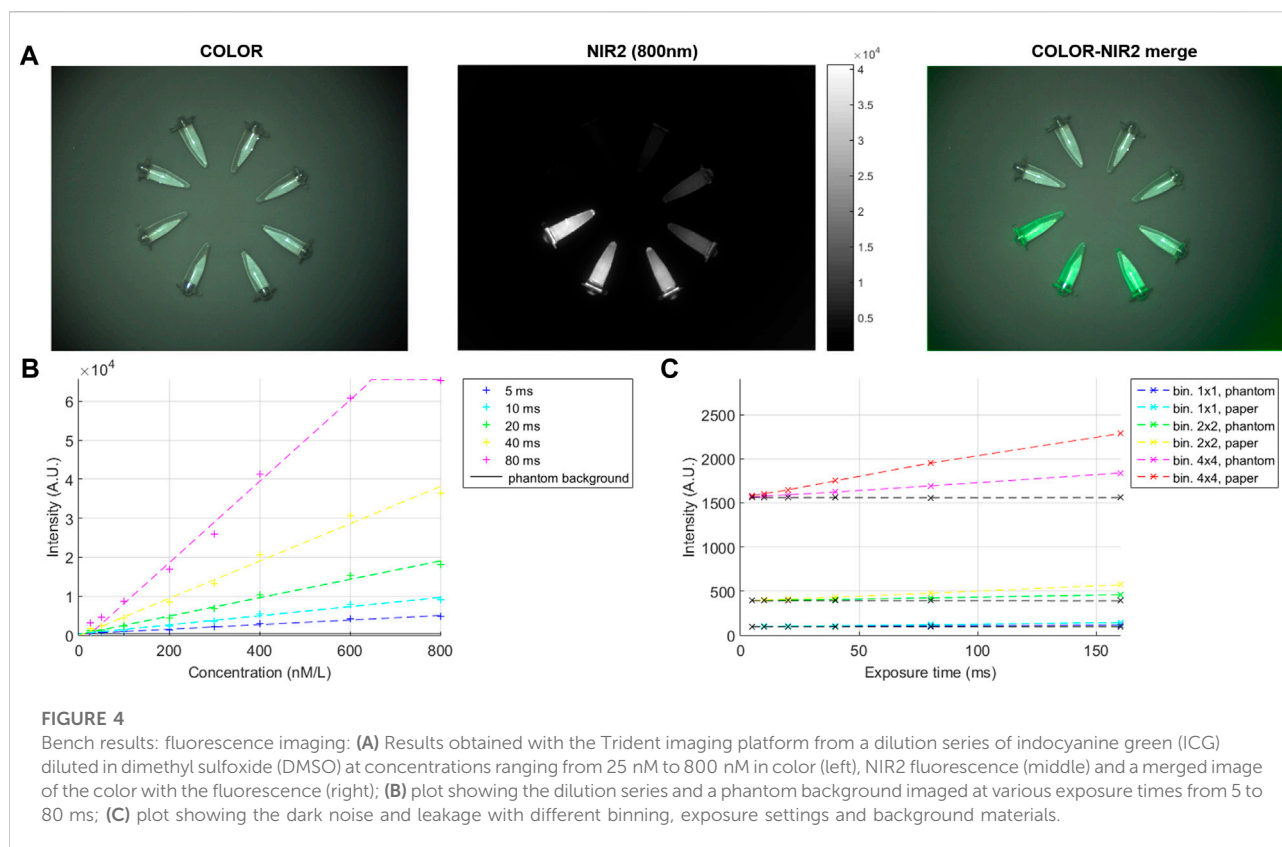 A
COLOR
NIR2 (800nm)
COLOR-NIR2 merge
×10⁴
4
3.5
3
2.5
2
1.5
1
0.5
B
×10⁴
6
5
4
3
2
1
0
Intensity (A.U.)
0 200 400 600 800
Concentration (nM/L)
5 ms
10 ms
20 ms
40 ms
80 ms
phantom background
C
2500
2000
1500
1000
500
0
Intensity (A.U.)
0 50 100 150
Exposure time (ms)
bin. 1x1, phantom
bin. 1x1, paper
bin. 2x2, phantom
bin. 2x2, paper
bin. 4x4, phantom
bin. 4x4, paper
FIGURE 4
Bench results: fluorescence imaging: (A) Results obtained with the Trident imaging platform from a dilution series of indocyanine green (ICG)
diluted in dimethyl sulfoxide (DMSO) at concentrations ranging from 25 nM to 800 nM in color (left), NIR2 fluorescence (middle) and a merged image
of the color with the fluorescence (right); (B) plot showing the dilution series and a phantom background imaged at various exposure times from 5 to
80 ms; (C) plot showing the dark noise and leakage with different binning, exposure settings and background materials.